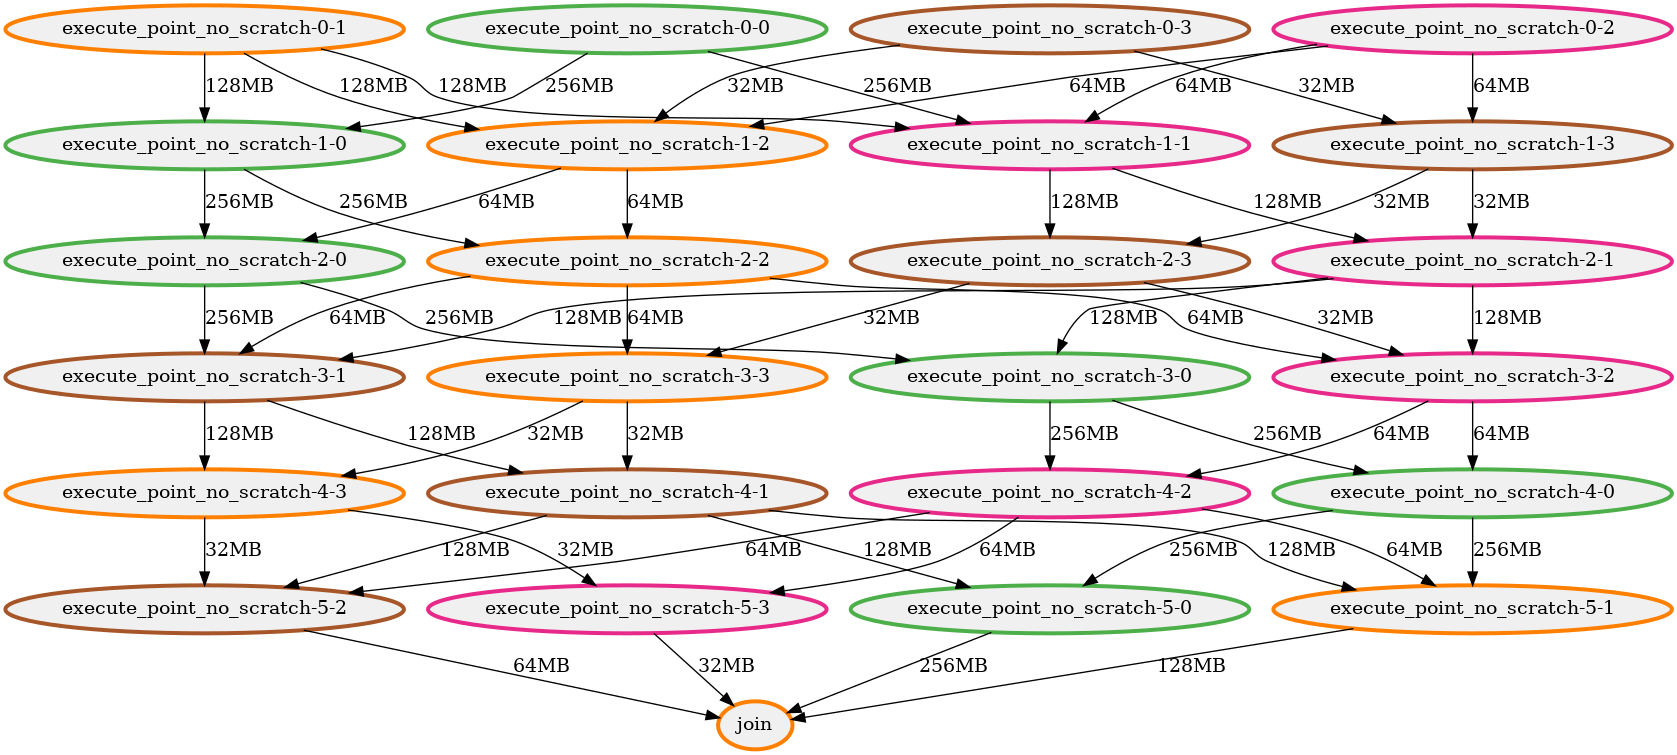 execute_point_no_scratch-0-1
execute_point_no_scratch-0-0
execute_point_no_scratch-0-3
execute_point_no_scratch-0-2
128MB
128MB
128MB
256MB
32MB
256MB
64MB
64MB
32MB
64MB
execute_point_no_scratch-1-0
execute_point_no_scratch-1-2
execute_point_no_scratch-1-1
execute_point_no_scratch-1-3
256MB
256MB
64MB
64MB
128MB
128MB
32MB
32MB
execute_point_no_scratch-2-0
execute_point_no_scratch-2-2
execute_point_no_scratch-2-3
execute_point_no_scratch-2-1
256MB
64MB
256MB
128MB
64MB
32MB
128MB
64MB
32MB
128MB
execute_point_no_scratch-3-1
execute_point_no_scratch-3-3
execute_point_no_scratch-3-0
execute_point_no_scratch-3-2
128MB
128MB
32MB
32MB
256MB
256MB
64MB
64MB
execute_point_no_scratch-4-3
execute_point_no_scratch-4-1
execute_point_no_scratch-4-2
execute_point_no_scratch-4-0
32MB
128MB
32MB
64MB
128MB
64MB
256MB
128MB
64MB
256MB
execute_point_no_scratch-5-2
execute_point_no_scratch-5-3
execute_point_no_scratch-5-0
execute_point_no_scratch-5-1
64MB
32MB
256MB
128MB
join